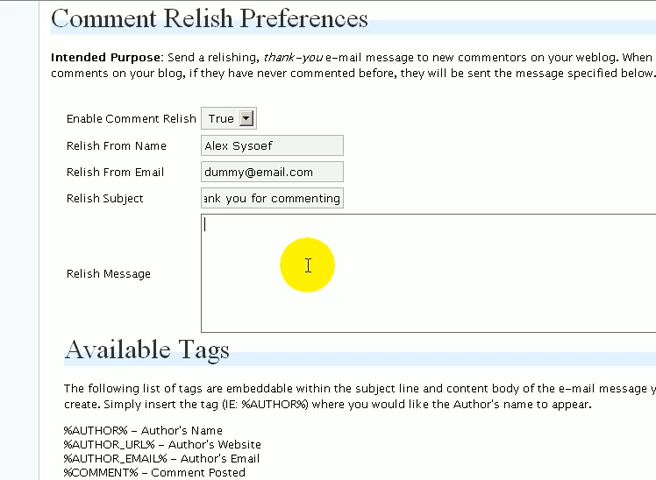 Comment Relish Preferences
Intended Purpose: Send a relishing, thank-you e-mail message to new commentors on your weblog. When
comments on your blog, if they have never commented before, they will be sent the message specified below.
Enable Comment Relish True
Relish From Name Alex Sysoef
Relish From Email dummy@email.com
Relish Subject ank you for commenting
Relish Message
Available Tags
The following list of tags are embeddable within the subject line and content body of the e-mail message y
create. Simply insert the tag (IE: %AUTHOR%) where you would like the Author's name to appear.
%AUTHOR% - Author's Name
%AUTHOR_URL% - Author's Website
%AUTHOR_EMAIL% - Author's Email
%COMMENT% - Comment Posted